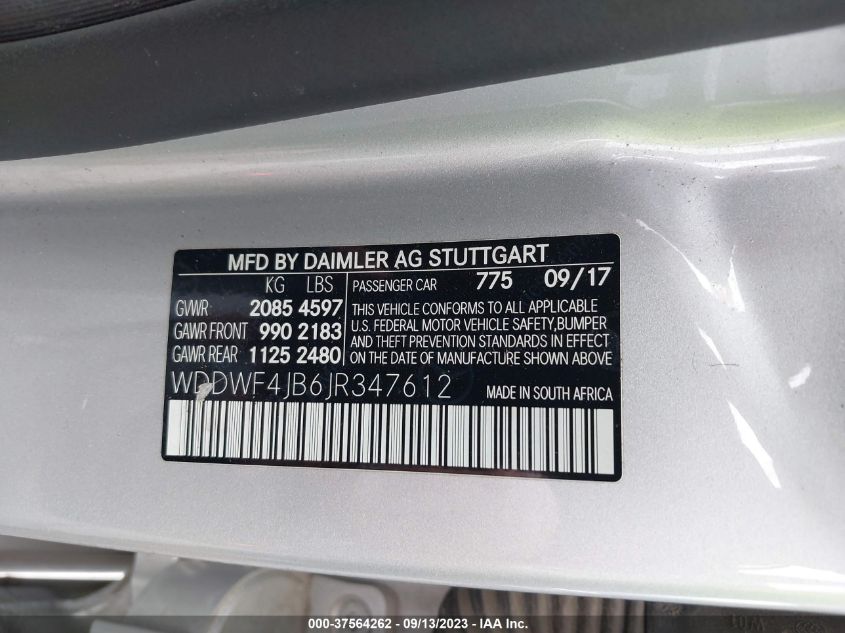 MFD BY DAIMLER AG STUTTGART
KG LBS PASSENGER CAR 775 09/17
GVWR 2085 4597
GAWR FRONT 990 2183
GAWR REAR 1125 2480
THIS VEHICLE CONFORMS TO ALL APPLICABLE
U.S. FEDERAL MOTOR VEHICLE SAFETY,BUMPER
AND THEFT PREVENTION STANDARDS IN EFFECT
ON THE DATE OF MANUFACTURE SHOWN ABOVE
WDDWF4JB6JR347612 MADE IN SOUTH AFRICA
000-37564262 - 09/13/2023 - © IAA, Inc.